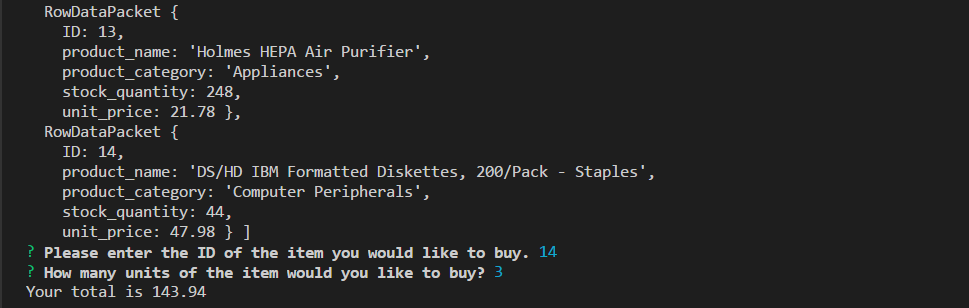 RowDataPacket {
ID: 13,
product_name: 'Holmes HEPA Air Purifier',
product_category: 'Appliances',
stock_quantity: 248,
unit_price: 21.78 },
RowDataPacket {
ID: 14,
product_name: 'DS/HD IBM Formatted Diskettes, 200/Pack - Staples',
product_category: 'Computer Peripherals',
stock_quantity: 44,
unit_price: 47.98 } ]
? Please enter the ID of the item you would like to buy. 14
? How many units of the item would you like to buy? 3
Your total is 143.94